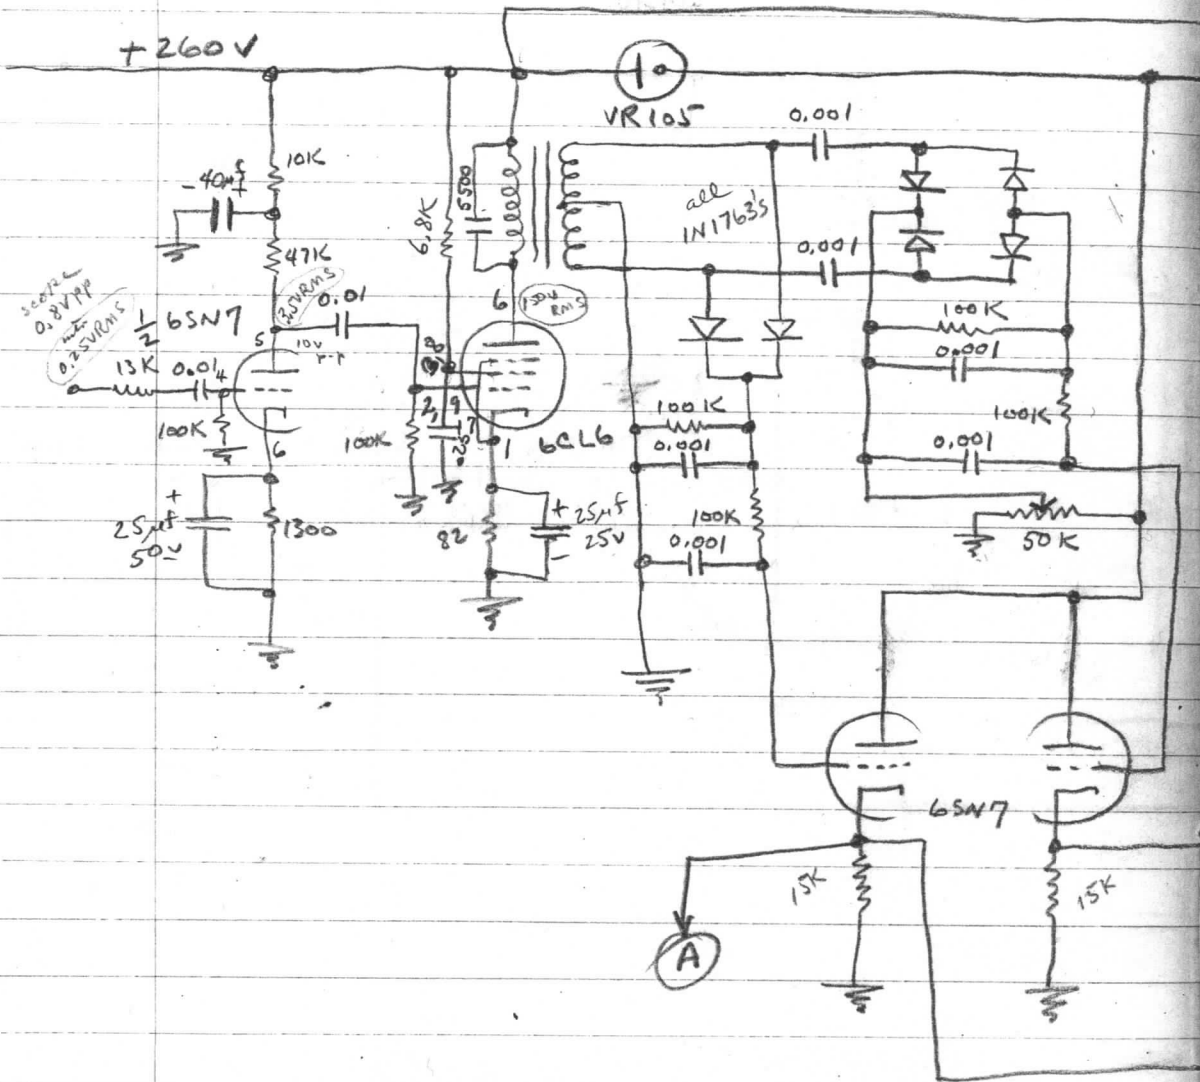 +260V
VR105
0.001
10K
-40µf+
5500
all
1N1763's
6.8K
47K
0.001
scope
0.8Vpp
meter
0.25VRMS
1/2 6SN7
3.5VRMS
0.01
6
150V
RMS
5
10V
p-p
8
13K
0.01
4
100K
0.001
100K
6
100K
2,9
7
1
6CL6
100K
0.001
100K
0.001
+
25µf
50V
1300
82
+
25µf
25V
-
100K
0.001
50K
6SN7
15K
15K
A